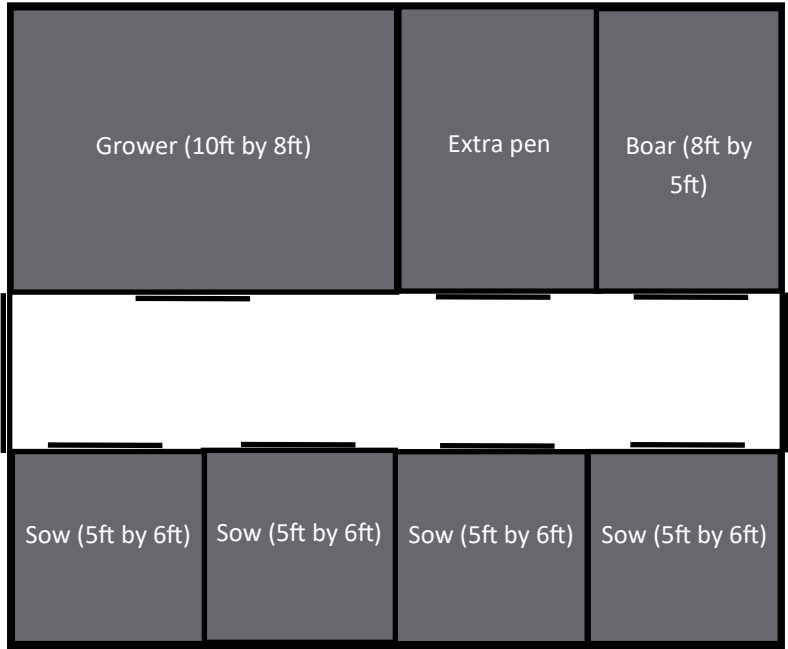 Grower (10ft by 8ft)
Extra pen
Boar (8ft by
5ft)
Sow (5ft by 6ft)
Sow (5ft by 6ft)
Sow (5ft by 6ft)
Sow (5ft by 6ft)